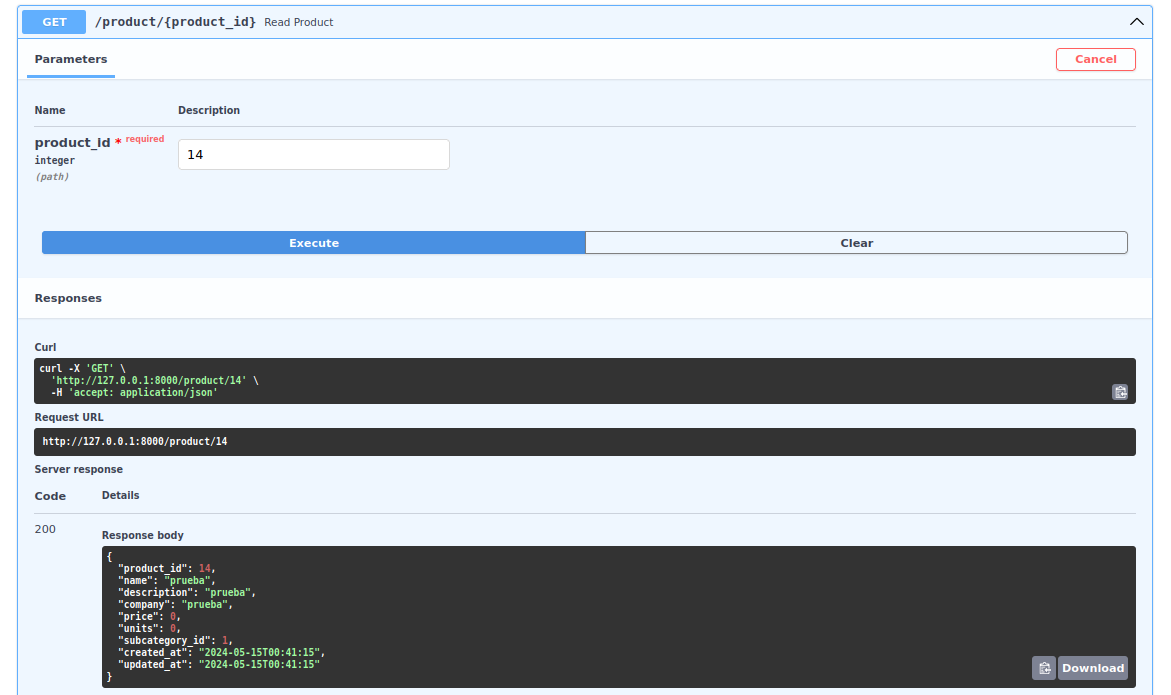 GET /product/{product_id} Read Product
Parameters
Cancel
Name Description
product_id * required
integer
(path)
14
Execute Clear
Responses
Curl
curl -X 'GET' \
  'http://127.0.0.1:8000/product/14' \
  -H 'accept: application/json'
Request URL
http://127.0.0.1:8000/product/14
Server response
Code Details
200
Response body
{
  "product_id": 14,
  "name": "prueba",
  "description": "prueba",
  "company": "prueba",
  "price": 0,
  "units": 0,
  "subcategory_id": 1,
  "created_at": "2024-05-15T00:41:15",
  "updated_at": "2024-05-15T00:41:15"
}
Download